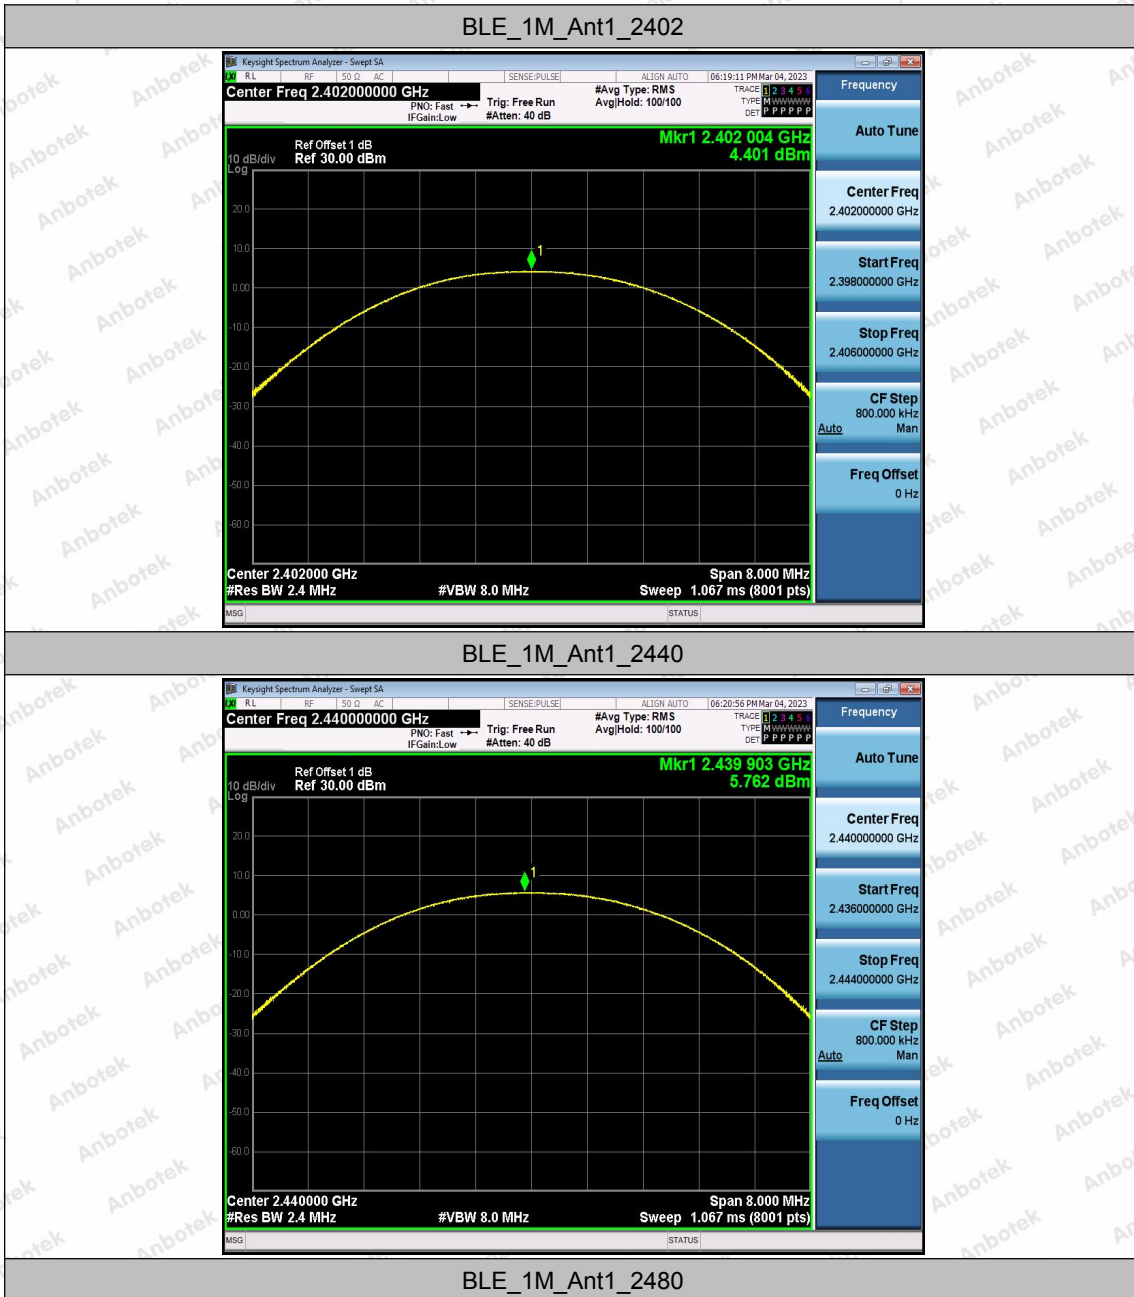 BLE_1M_Ant1_2402
Keysight Spectrum Analyzer - Swept SA
RL RF 50 Ω AC SENSE:PULSE ALIGN AUTO 06:19:11 PM Mar 04, 2023
Center Freq 2.402000000 GHz #Avg Type: RMS TRACE 1 2 3 4 5 6
PNO: Fast Trig: Free Run Avg|Hold: 100/100 TYPE M WWWWW
IFGain:Low #Atten: 40 dB DET P P P P P P
Frequency
Mkr1 2.402 004 GHz
4.401 dBm
Ref Offset 1 dB
10 dB/div Ref 30.00 dBm
Log
20.0
10.0
1
0.00
-10.0
-20.0
-30.0
-40.0
-50.0
-60.0
Center 2.402000 GHz Span 8.000 MHz
#Res BW 2.4 MHz #VBW 8.0 MHz Sweep 1.067 ms (8001 pts)
MSG STATUS
Auto Tune
Center Freq
2.402000000 GHz
Start Freq
2.398000000 GHz
Stop Freq
2.406000000 GHz
CF Step
800.000 kHz
Auto Man
Freq Offset
0 Hz
BLE_1M_Ant1_2440
Keysight Spectrum Analyzer - Swept SA
RL RF 50 Ω AC SENSE:PULSE ALIGN AUTO 06:20:56 PM Mar 04, 2023
Center Freq 2.440000000 GHz #Avg Type: RMS TRACE 1 2 3 4 5 6
PNO: Fast Trig: Free Run Avg|Hold: 100/100 TYPE M WWWWW
IFGain:Low #Atten: 40 dB DET P P P P P P
Frequency
Mkr1 2.439 903 GHz
5.762 dBm
Ref Offset 1 dB
10 dB/div Ref 30.00 dBm
Log
20.0
10.0
1
0.00
-10.0
-20.0
-30.0
-40.0
-50.0
-60.0
Center 2.440000 GHz Span 8.000 MHz
#Res BW 2.4 MHz #VBW 8.0 MHz Sweep 1.067 ms (8001 pts)
MSG STATUS
Auto Tune
Center Freq
2.440000000 GHz
Start Freq
2.436000000 GHz
Stop Freq
2.444000000 GHz
CF Step
800.000 kHz
Auto Man
Freq Offset
0 Hz
BLE_1M_Ant1_2480
Anbotek